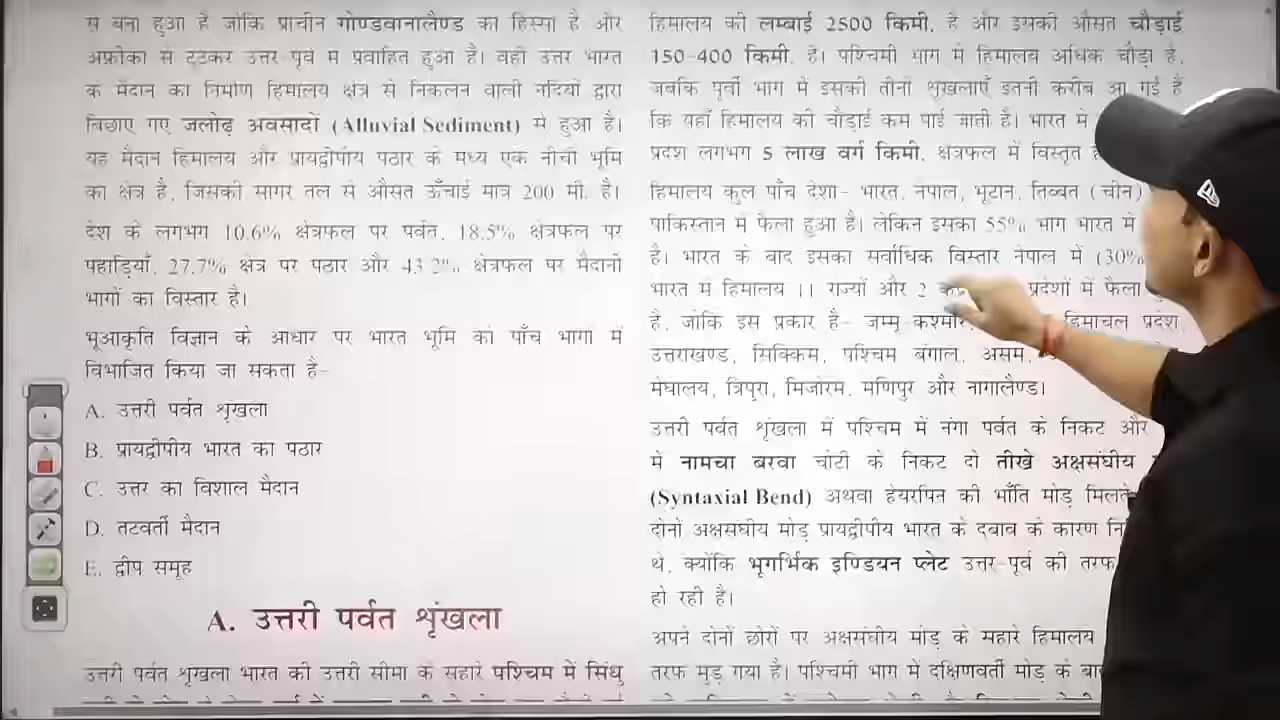 से बना हुआ है जोकि प्राचीन गोण्डवानालैण्ड का हिस्सा है और
अफ्रीका से टूटकर उत्तर-पूर्व में प्रवाहित हुआ है। वहीं उत्तर भारत
के मैदान का निर्माण हिमालय क्षेत्र से निकलने वाली नदियों द्वारा
बिछाए गए जलोढ़ अवसादों (Alluvial Sediment) से हुआ है।
यह मैदान हिमालय और प्रायद्वीपीय पठार के मध्य एक नीची भूमि
का क्षेत्र है, जिसकी सागर तल से औसत ऊँचाई मात्र 200 मी. है।
देश के लगभग 10.6% क्षेत्रफल पर पर्वत, 18.5% क्षेत्रफल पर
पहाड़ियाँ, 27.7% क्षेत्र पर पठार और 43.2% क्षेत्रफल पर मैदानी
भागों का विस्तार है।
भूआकृति विज्ञान के आधार पर भारत भूमि को पाँच भागों में
विभाजित किया जा सकता है-
A. उत्तरी पर्वत श्रृंखला
B. प्रायद्वीपीय भारत का पठार
C. उत्तर का विशाल मैदान
D. तटवर्ती मैदान
E. द्वीप समूह
A. उत्तरी पर्वत श्रृंखला
उत्तरी पर्वत श्रृंखला भारत की उत्तरी सीमा के सहारे पश्चिम में सिंधु
हिमालय की लम्बाई 2500 किमी. है और इसकी औसत चौड़ाई
150-400 किमी. है। पश्चिमी भाग में हिमालय अधिक चौड़ा है,
जबकि पूर्वी भाग में इसकी तीनों श्रृंखलाएँ इतनी करीब आ गई हैं
कि यहाँ हिमालय की चौड़ाई कम पाई जाती है। भारत में
प्रदेश लगभग 5 लाख वर्ग किमी. क्षेत्रफल में विस्तृत
हिमालय कुल पाँच देशों- भारत, नेपाल, भूटान, तिब्बत (चीन)
पाकिस्तान में फैला हुआ है। लेकिन इसका 55% भाग भारत में
है। भारत के बाद इसका सर्वाधिक विस्तार नेपाल में (30%
भारत में हिमालय 11 राज्यों और 2 प्रदेशों में फैला
है, जोकि इस प्रकार है- जम्मू-कश्मीर, हिमाचल प्रदेश,
उत्तराखण्ड, सिक्किम, पश्चिम बंगाल, असम,
मेघालय, त्रिपुरा, मिजोरम, मणिपुर और नागालैण्ड।
उत्तरी पर्वत श्रृंखला में पश्चिम में नंगा पर्वत के निकट और
में नामचा बरवा चोटी के निकट दो तीखे अक्षसंघीय
(Syntaxial Bend) अथवा हेयरपिन की भाँति मोड़ मिलते
दोनों अक्षसंघीय मोड़ प्रायद्वीपीय भारत के दबाव के कारण
थे, क्योंकि भूगर्भिक इण्डियन प्लेट उत्तर-पूर्व की तरफ
हो रही है।
अपने दोनों छोरों पर अक्षसंघीय मोड़ के सहारे हिमालय
तरफ मुड़ गया है। पश्चिमी भाग में दक्षिणवर्ती मोड़ के